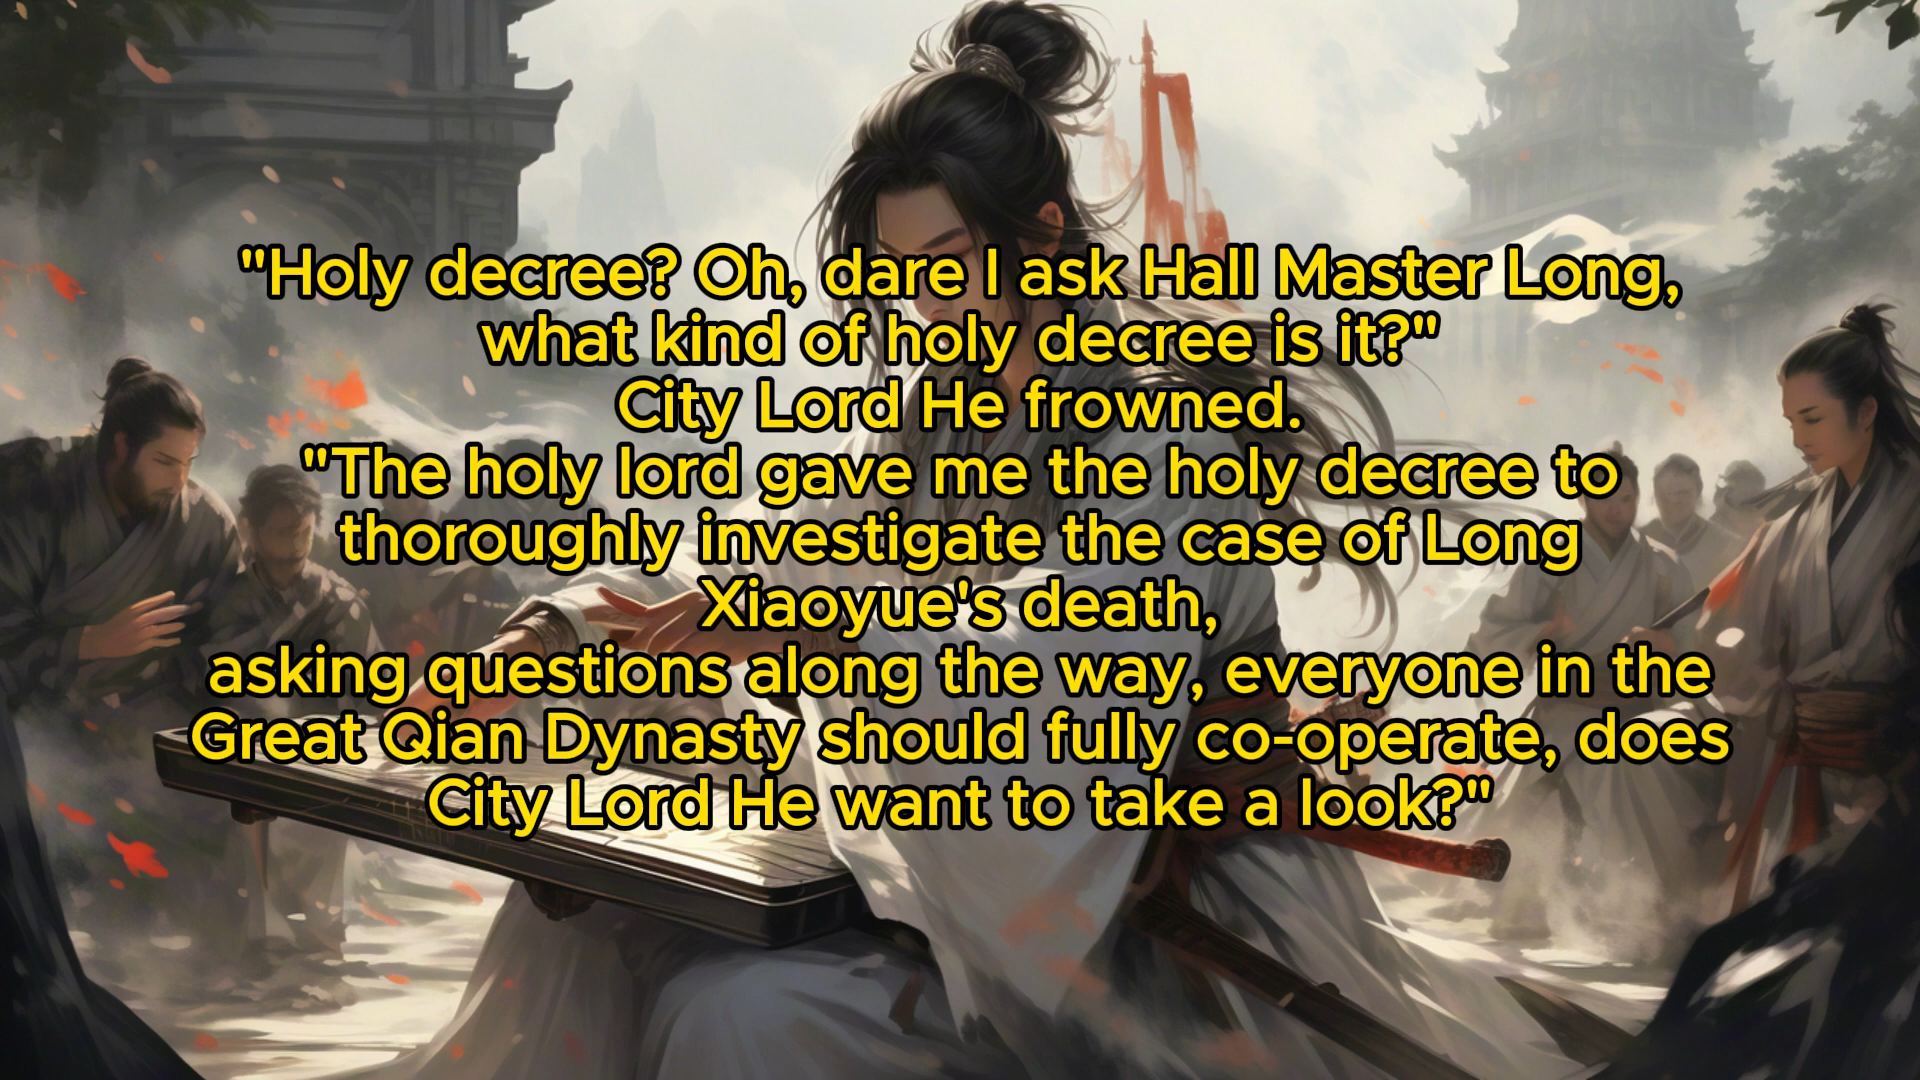 "Holy decree? Oh, dare I ask Hall Master Long,
what kind of holy decree is it?"
City Lord He frowned.
"The holy lord gave me the holy decree to
thoroughly investigate the case of Long
Xiaoyue's death,
asking questions along the way, everyone in the
Great Qian Dynasty should fully co-operate, does
City Lord He want to take a look?"